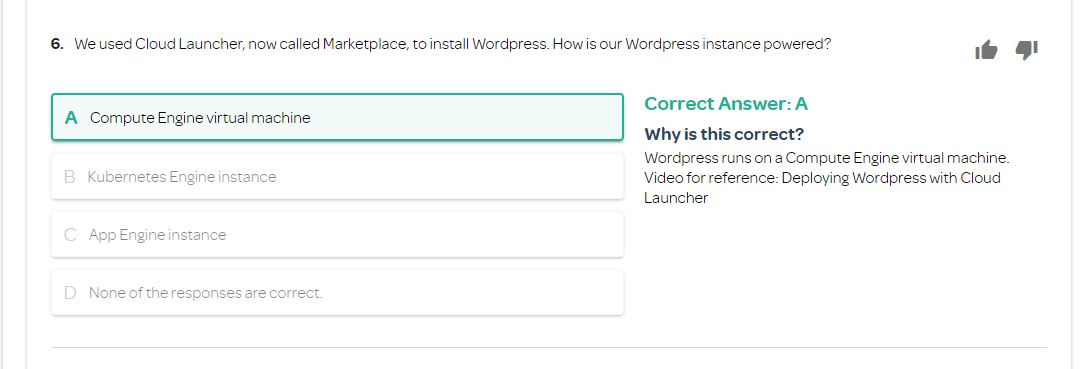 6. We used Cloud Launcher, now called Marketplace, to install Wordpress. How is our Wordpress instance powered?
A Compute Engine virtual machine
B Kubernetes Engine instance
C App Engine instance
D None of the responses are correct.
Correct Answer: A
Why is this correct?
Wordpress runs on a Compute Engine virtual machine.
Video for reference: Deploying Wordpress with Cloud
Launcher